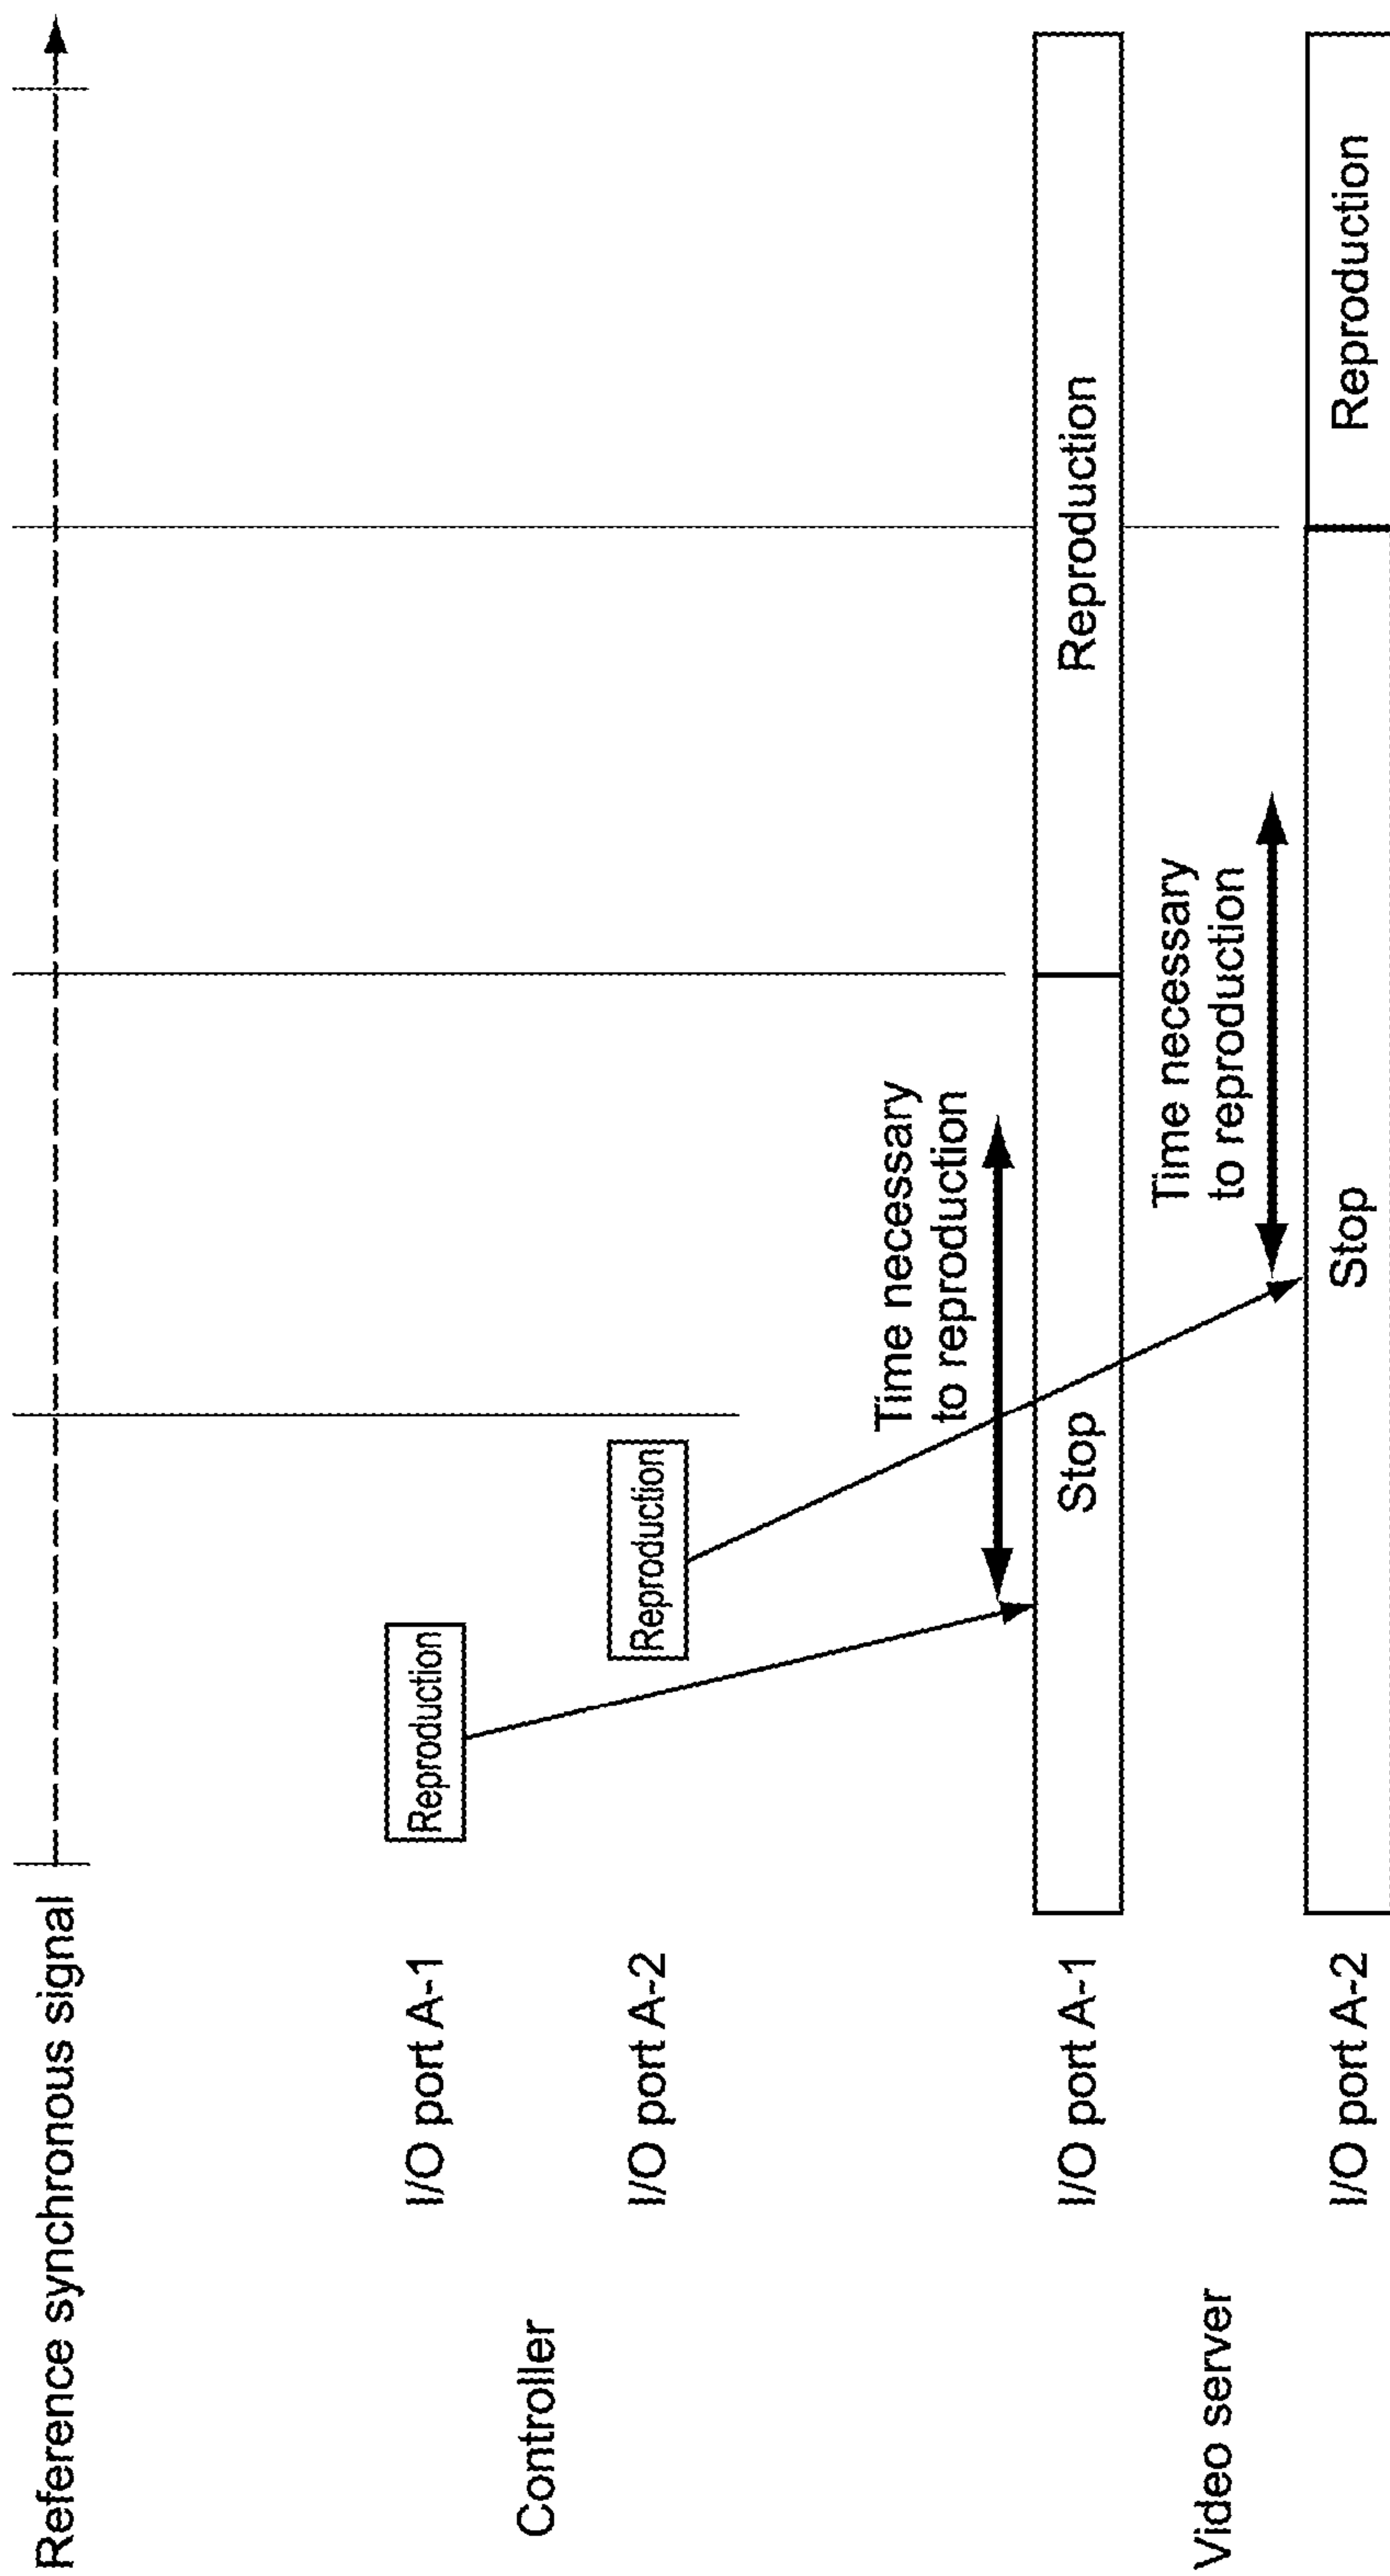 Reference synchronous signal
Controller
I/O port A-1
Reproduction
I/O port A-2
Reproduction
Video server
Time necessary
to reproduction
I/O port A-1
Stop
Reproduction
Time necessary
to reproduction
I/O port A-2
Stop
Reproduction